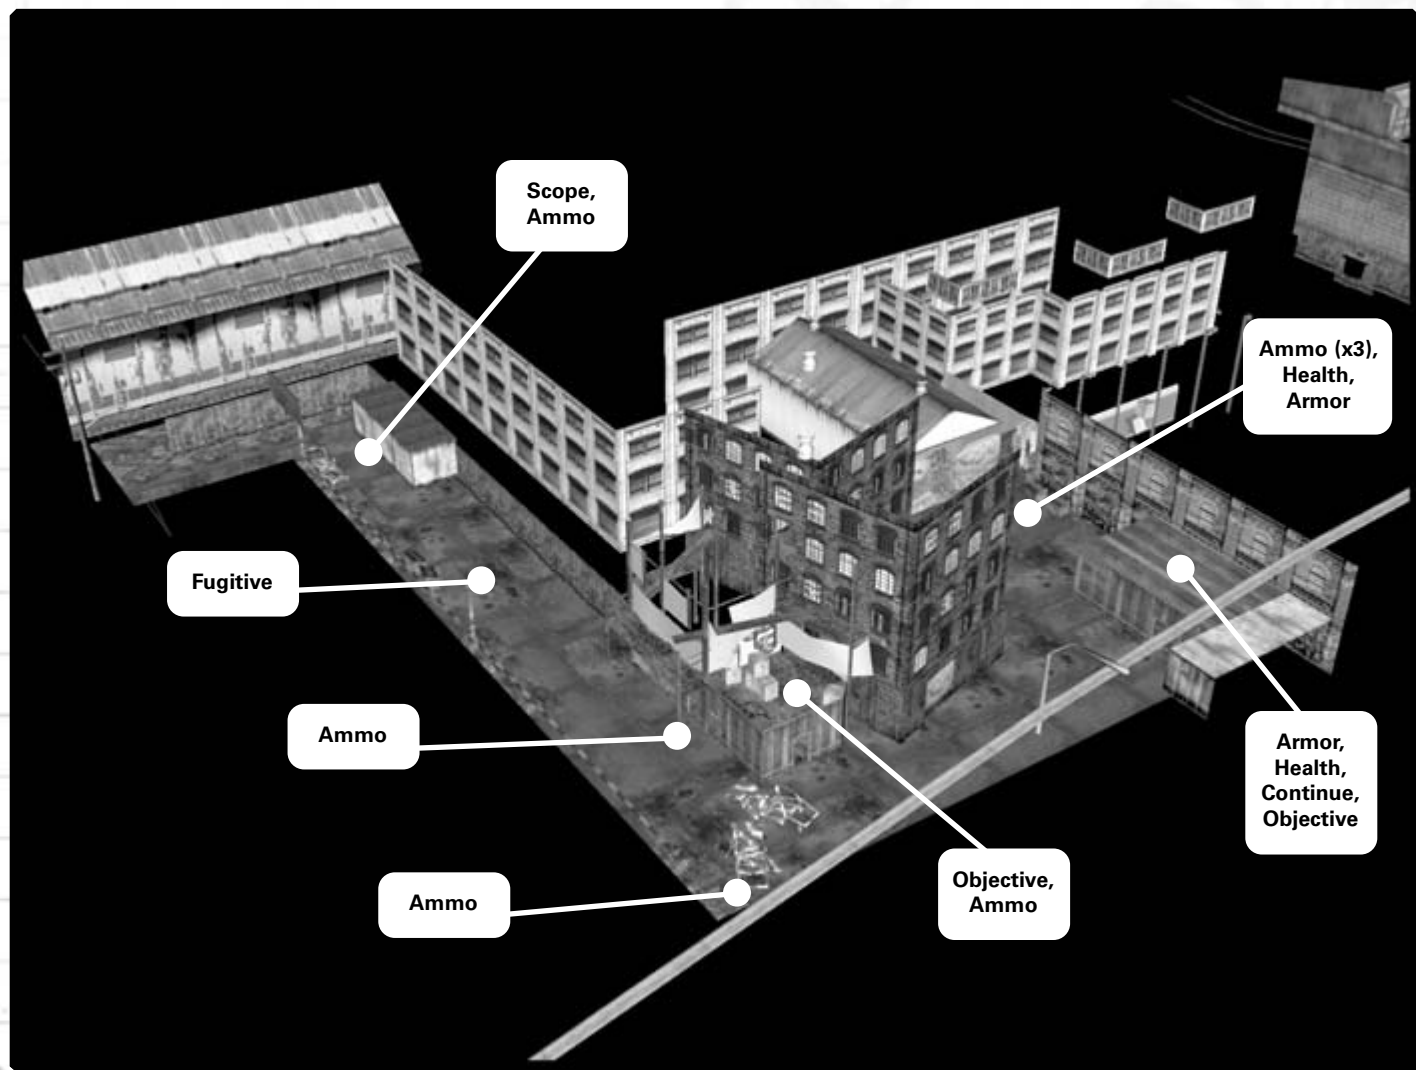 Scope,
Ammo
Ammo (x3),
Health,
Armor
Fugitive
Ammo
Armor,
Health,
Continue,
Objective
Objective,
Ammo
Ammo